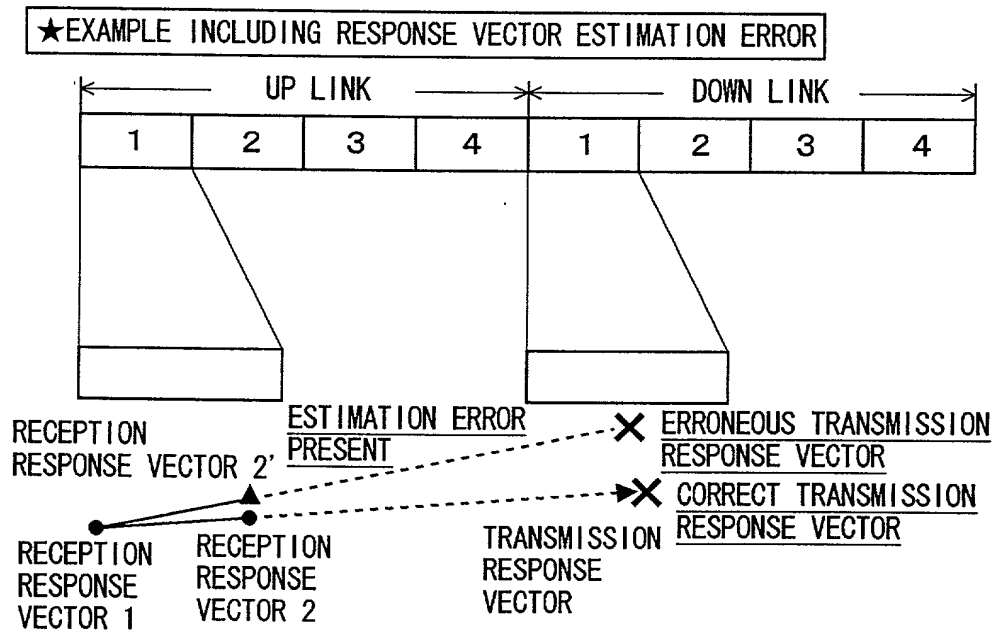 ★EXAMPLE INCLUDING RESPONSE VECTOR ESTIMATION ERROR
UP LINK
DOWN LINK
1 2 3 4 1 2 3 4
RECEPTION
RESPONSE VECTOR 2'
ESTIMATION ERROR
PRESENT
ERRONEOUS TRANSMISSION
RESPONSE VECTOR
CORRECT TRANSMISSION
RESPONSE VECTOR
RECEPTION
RESPONSE
VECTOR 1
RECEPTION
RESPONSE
VECTOR 2
TRANSMISSION
RESPONSE
VECTOR